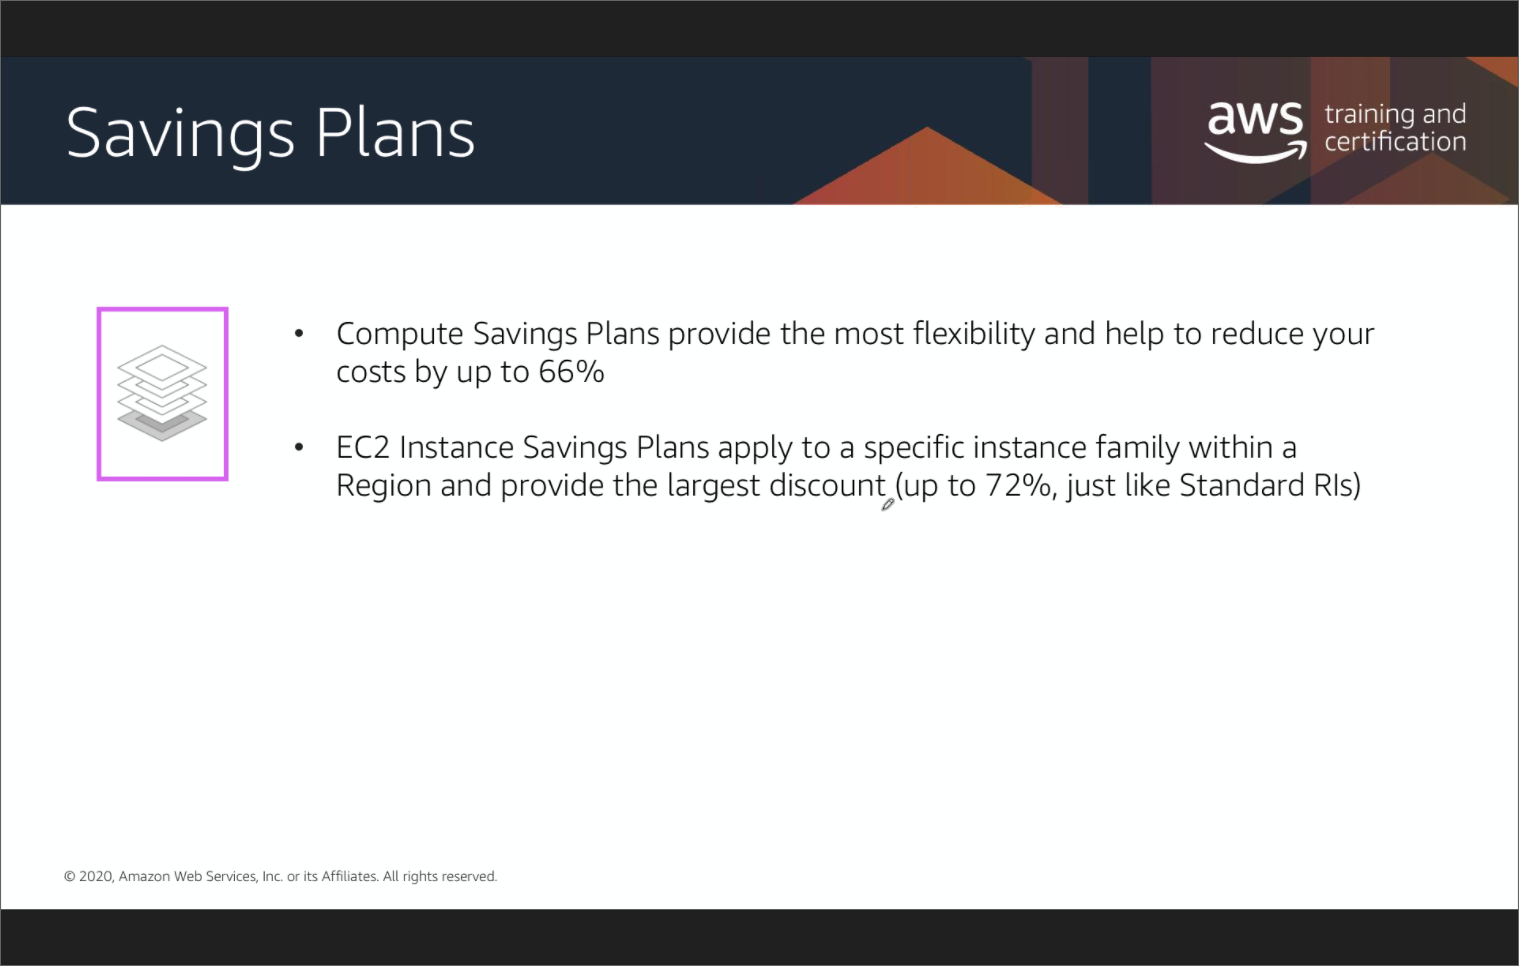 Savings Plans
aws training and
certification
• Compute Savings Plans provide the most flexibility and help to reduce your
costs by up to 66%
• EC2 Instance Savings Plans apply to a specific instance family within a
Region and provide the largest discount (up to 72%, just like Standard RIs)
© 2020, Amazon Web Services, Inc. or its Affiliates. All rights reserved.